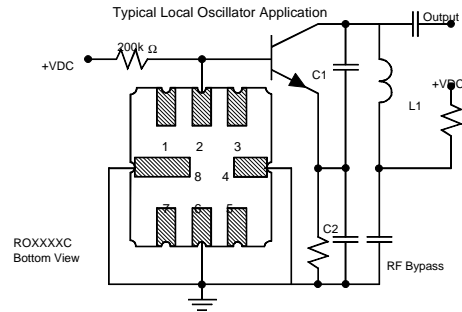 Typical Local Oscillator Application
Output
200k Ω
+VDC
C1
+VDC
L1
1 2 3
8 4
7 6 5
C2
ROXXXXC
Bottom View
RF Bypass